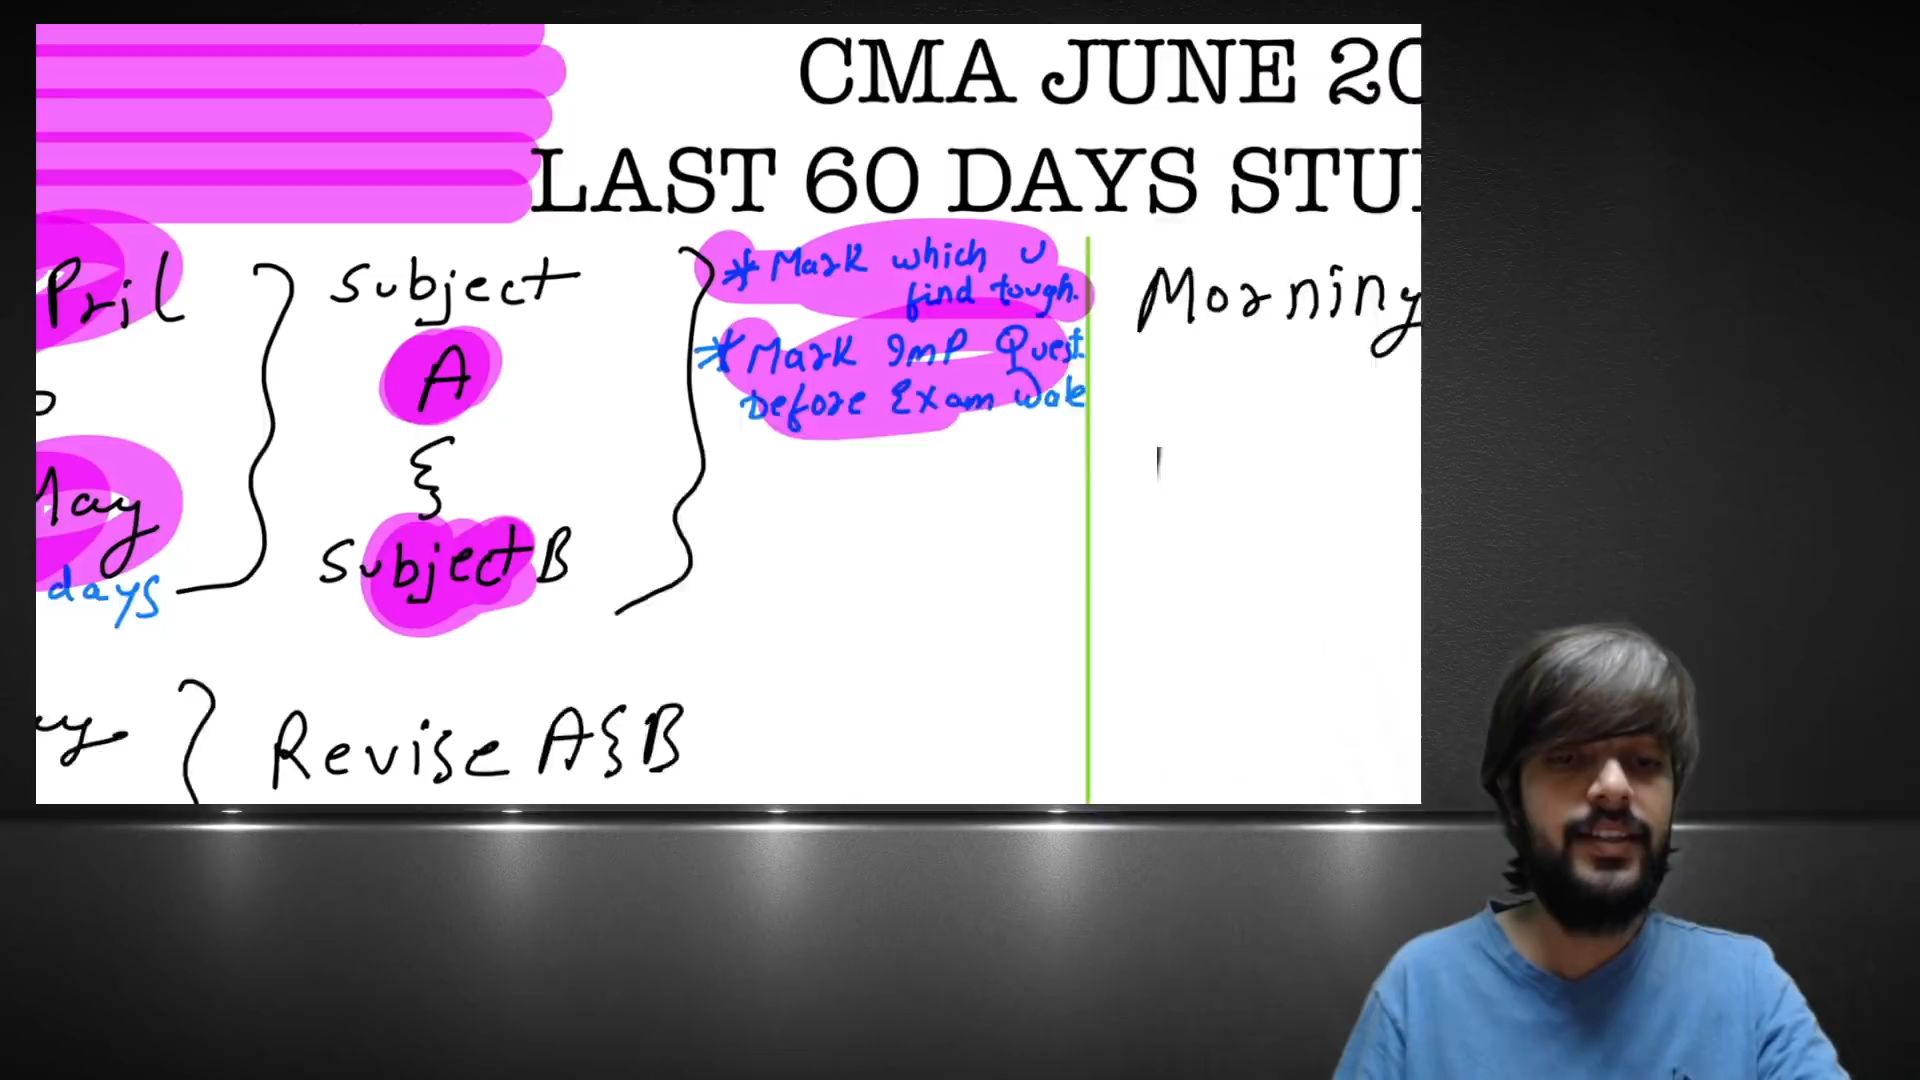 CMA JUNE 20
LAST 60 DAYS STU
Pril
May
days
Subject
A
&
Subject B
* Mark which u
find tough.
* Mark Imp Quest
before Exam wale
Morning
Revise A & B